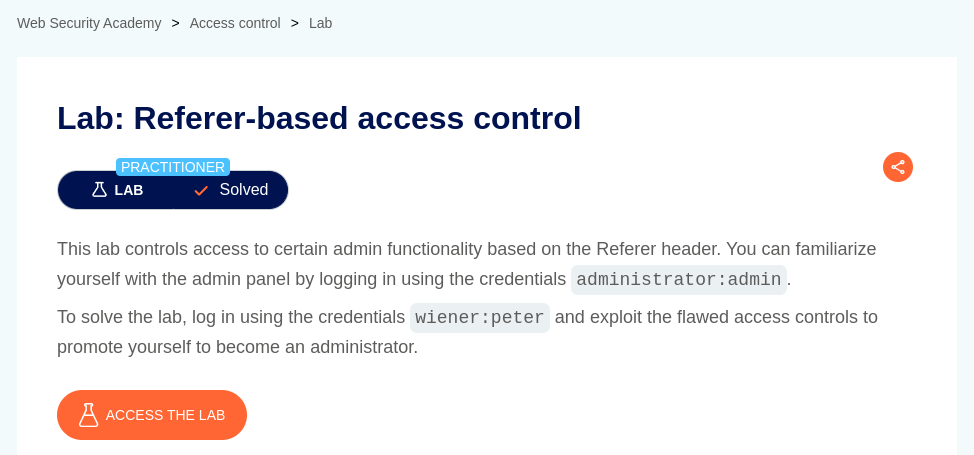 Web Security Academy > Access control > Lab
Lab: Referer-based access control
PRACTITIONER
LAB Solved
This lab controls access to certain admin functionality based on the Referer header. You can familiarize
yourself with the admin panel by logging in using the credentials administrator:admin.
To solve the lab, log in using the credentials wiener:peter and exploit the flawed access controls to
promote yourself to become an administrator.
ACCESS THE LAB